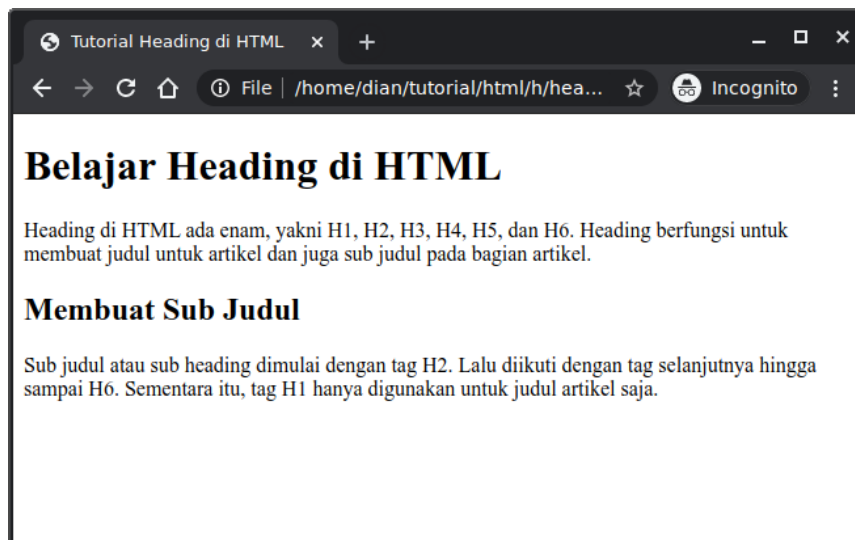 Tutorial Heading di HTML
File | /home/dian/tutorial/html/h/hea... Incognito
Belajar Heading di HTML
Heading di HTML ada enam, yakni H1, H2, H3, H4, H5, dan H6. Heading berfungsi untuk
membuat judul untuk artikel dan juga sub judul pada bagian artikel.
Membuat Sub Judul
Sub judul atau sub heading dimulai dengan tag H2. Lalu diikuti dengan tag selanjutnya hingga
sampai H6. Sementara itu, tag H1 hanya digunakan untuk judul artikel saja.